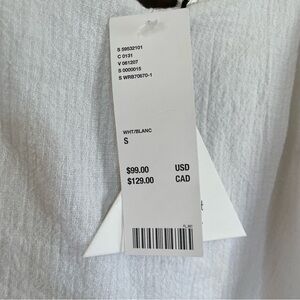 S 59532101
C 0131
V 061207
S 0000015
S WRB70670-1
WHT/BLANC
S
$99.00 USD
$129.00 CAD
t